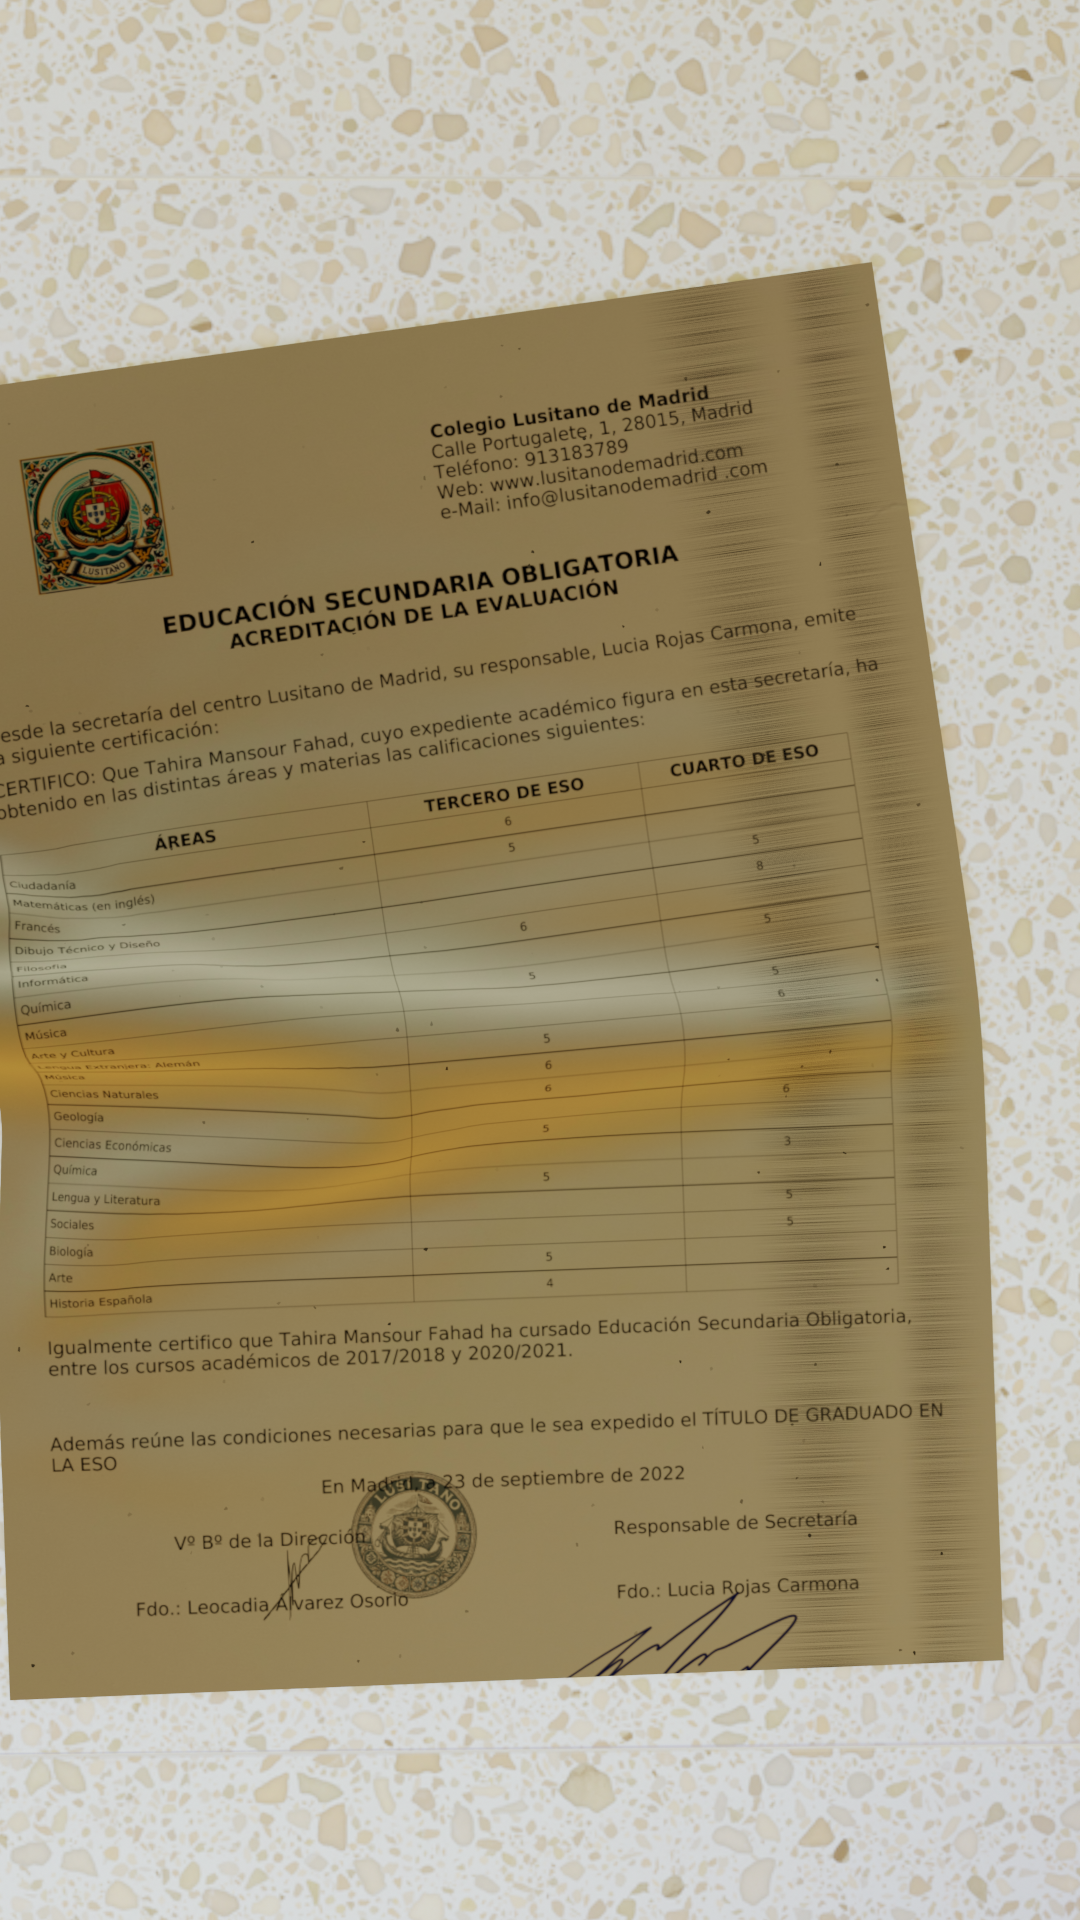 Colegio Lusitano de Madrid
Calle Portugalete, 1, 28015, Madrid
Teléfono: 913183789
Web: www.lusitanodemadrid.com
e-Mail: info@lusitanodemadrid .com
LUSITANO
EDUCACIÓN SECUNDARIA OBLIGATORIA
ACREDITACIÓN DE LA EVALUACIÓN
esde la secretaría del centro Lusitano de Madrid, su responsable, Lucia Rojas Carmona, emite
a siguiente certificación:
CERTIFICO: Que Tahira Mansour Fahad, cuyo expediente académico figura en esta secretaría, ha
obtenido en las distintas áreas y materias las calificaciones siguientes:
ÁREAS TERCERO DE ESO CUARTO DE ESO
Ciudadanía 6
Matemáticas (en inglés) 5
Francés 5
Dibujo Técnico y Diseño 8
Filosofía 6
Informática 5
Química 5
Música 5
Arte y Cultura 6
Lengua Extranjera: Alemán 5
Música 6
Ciencias Naturales 6
Geología 6
Ciencias Económicas 5
Química 3
Lengua y Literatura 5
Sociales 5
Biología 5
Arte 5
Historia Española 4
Igualmente certifico que Tahira Mansour Fahad ha cursado Educación Secundaria Obligatoria,
entre los cursos académicos de 2017/2018 y 2020/2021.
Además reúne las condiciones necesarias para que le sea expedido el TÍTULO DE GRADUADO EN
LA ESO
En Madrid, a 23 de septiembre de 2022
LUSITANO
Vº Bº de la Dirección Responsable de Secretaría
Fdo.: Leocadia Álvarez Osorio Fdo.: Lucia Rojas Carmona